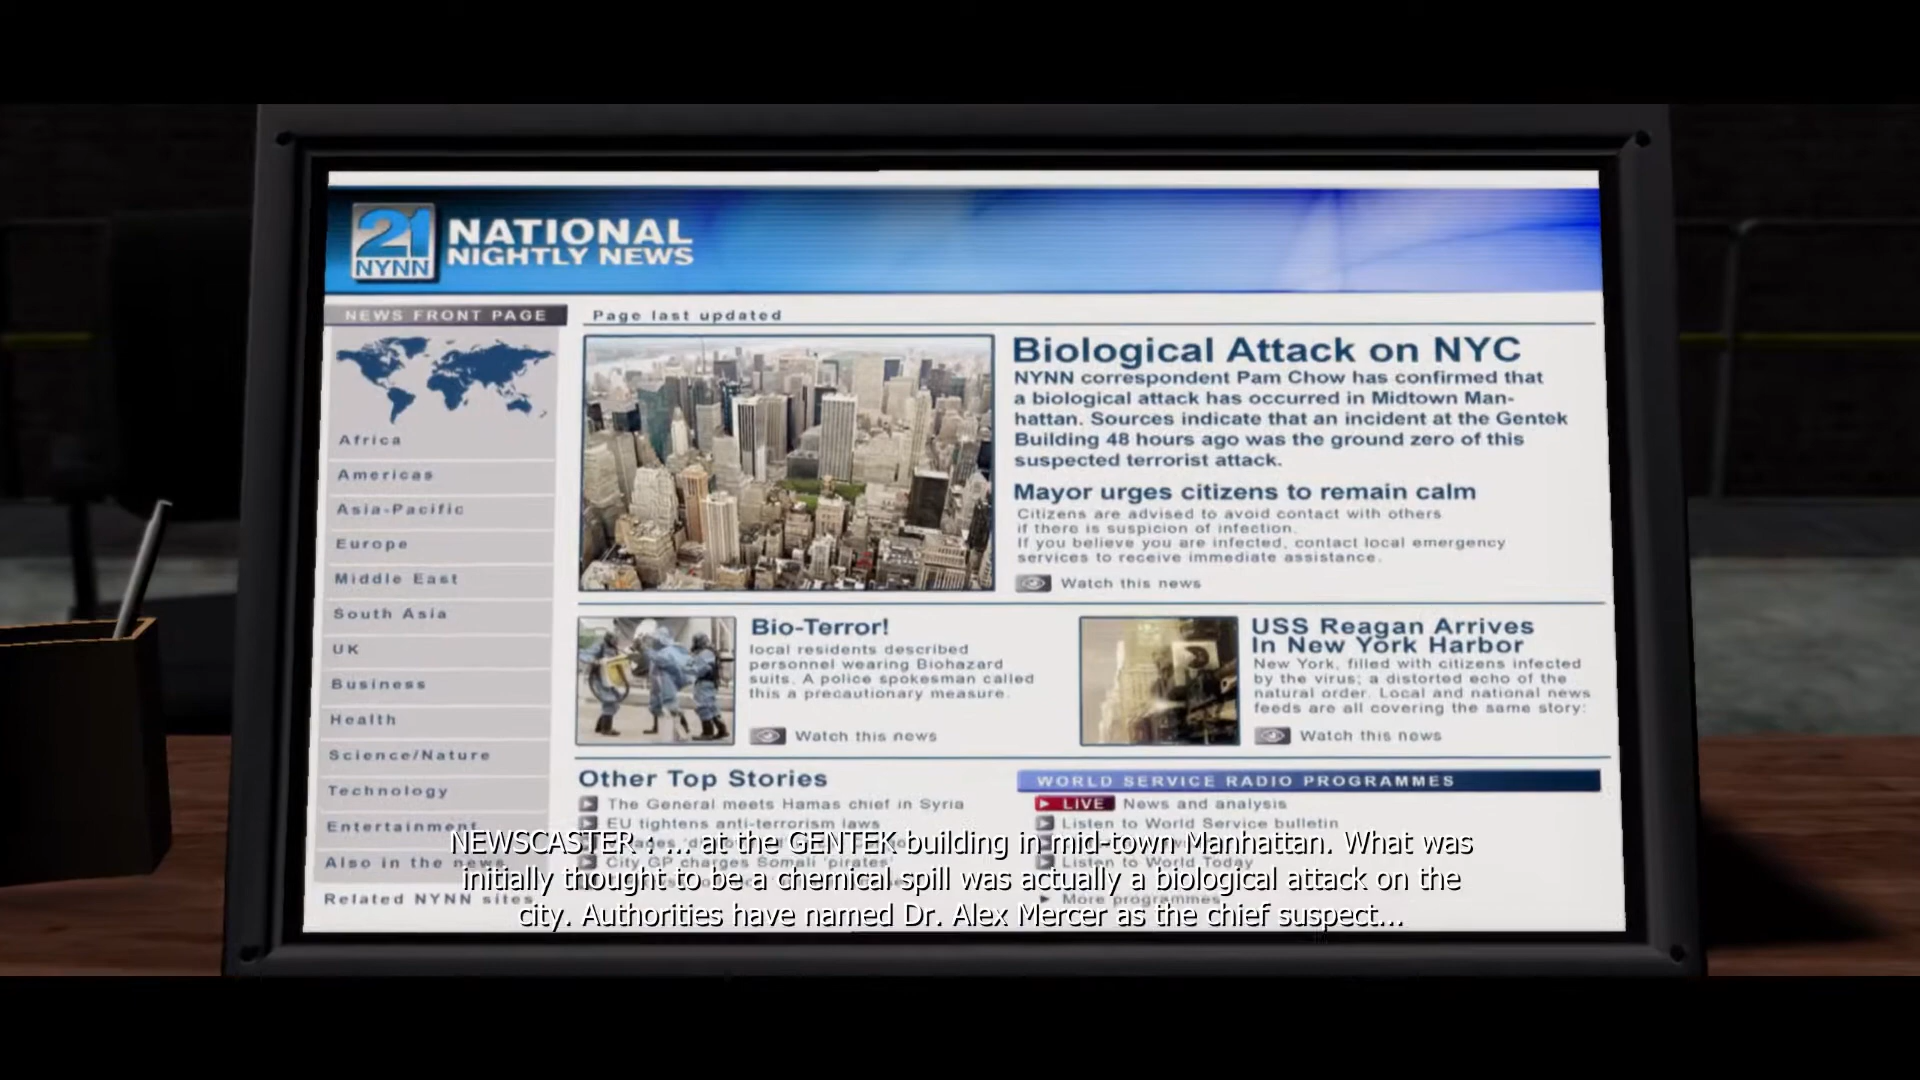 21
NYNN
NATIONAL
NIGHTLY NEWS
NEWS FRONT PAGE
Africa
Americas
Asia-Pacific
Europe
Middle East
South Asia
UK
Business
Health
Science/Nature
Technology
Entertainment
Also in the news
Related NYNN sites
Page last updated
Biological Attack on NYC
NYNN correspondent Pam Chow has confirmed that
a biological attack has occurred in Midtown Man-
hattan. Sources indicate that an incident at the Gentek
Building 48 hours ago was the ground zero of this
suspected terrorist attack.
Mayor urges citizens to remain calm
Citizens are advised to avoid contact with others
if there is suspicion of infection.
If you believe you are infected, contact local emergency
services to receive immediate assistance.
Watch this news
Bio-Terror!
local residents described
personnel wearing Biohazard
suits. A police spokesman called
this a precautionary measure.
Watch this news
USS Reagan Arrives
In New York Harbor
New York, filled with citizens infected
by the virus; a distorted echo of the
natural order. Local and national news
feeds are all covering the same story:
Watch this news
Other Top Stories
The General meets Hamas chief in Syria
EU tightens anti-terrorism laws
City GP charges Somali 'pirates'
WORLD SERVICE RADIO PROGRAMMES
LIVE News and analysis
Listen to World Service bulletin
Listen to World Today
More programmes
NEWSCASTER : ... at the GENTEK building in mid-town Manhattan. What was
initially thought to be a chemical spill was actually a biological attack on the
city. Authorities have named Dr. Alex Mercer as the chief suspect...